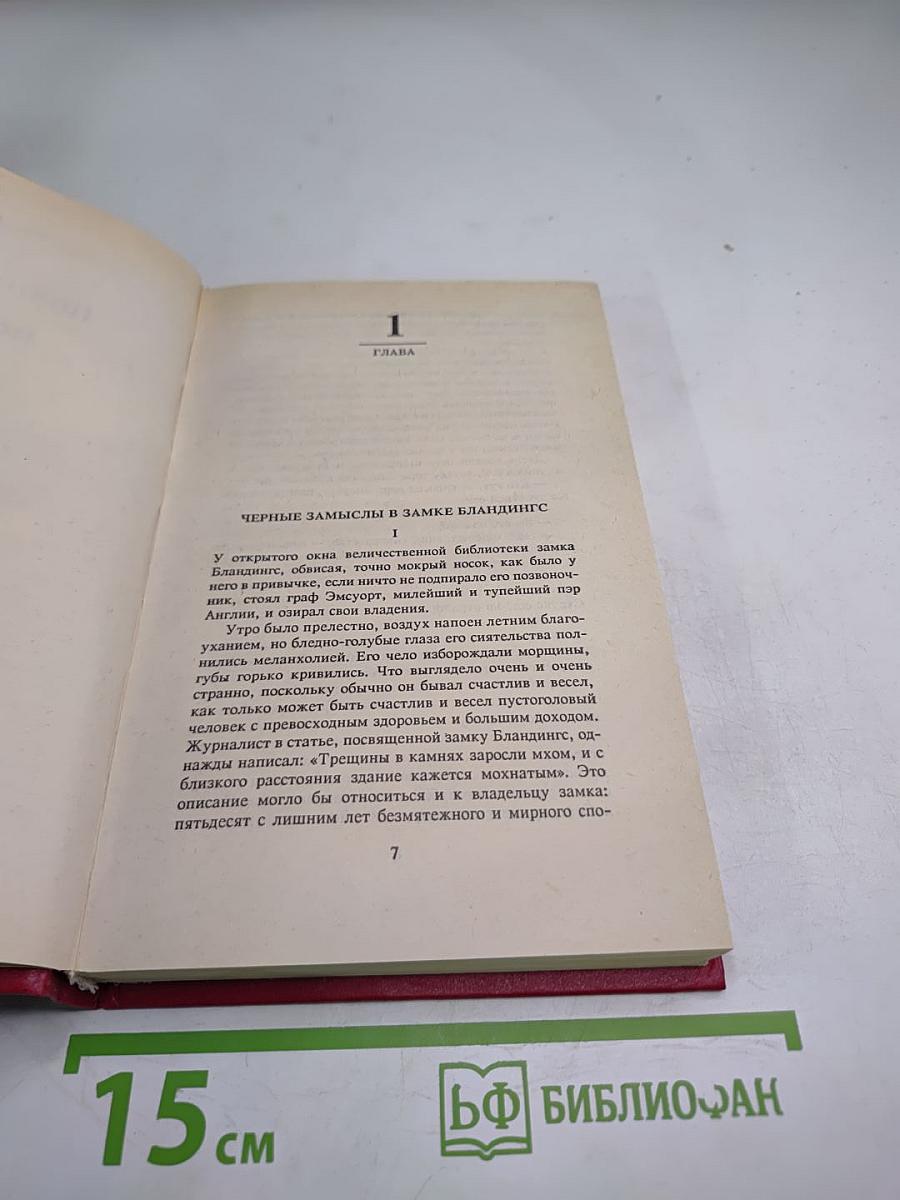 1
ГЛАВА
ЧЕРНЫЕ ЗАМЫСЛЫ В ЗАМКЕ БЛАНДИНГС
I
У открытого окна величественной библиотеки замка
Бландингс, обвисая, точно мокрый носок, как было у
него в привычке, если ничто не подпирало его позвоноч-
ник, стоял граф Эмсуорт, милейший и тупейший пэр
Англии, и озирал свои владения.
Утро было прелестно, воздух напоен летним благо-
уханием, но бледно-голубые глаза его сиятельства пол-
нились меланхолией. Его чело изборождали морщины,
губы горько кривились. Что выглядело очень и очень
странно, поскольку обычно он бывал счастлив и весел,
как только может быть счастлив и весел пустоголовый
человек с превосходным здоровьем и большим доходом.
Журналист в статье, посвященной замку Бландингс, од-
нажды написал: «Трещины в камнях заросли мхом, и с
близкого расстояния здание кажется мохнатым». Это
описание могло бы относиться и к владельцу замка:
пятьдесят с лишним лет безмятежного и мирного спо-
7
15 см
БФ БИБЛИОФАН